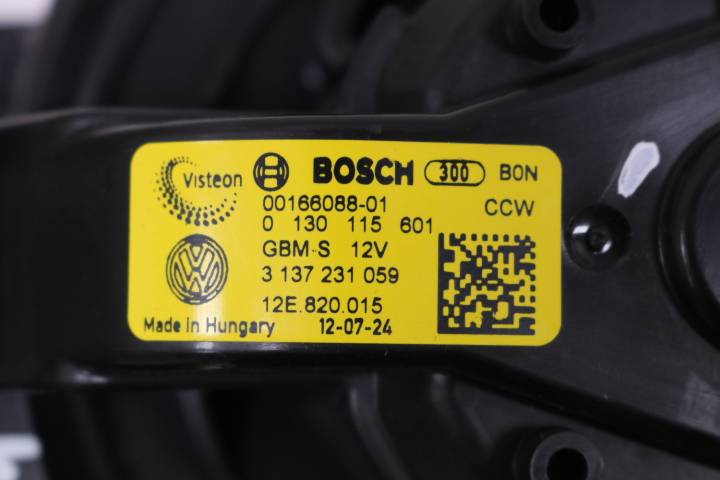 Visteon BOSCH 300 BON
00166088-01 CCW
0 130 115 601
GBM-S 12V
3 137 231 059
12E.820.015
Made in Hungary 12-07-24